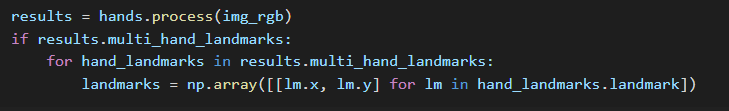 results = hands.process(img_rgb)
if results.multi_hand_landmarks:
    for hand_landmarks in results.multi_hand_landmarks:
        landmarks = np.array([[lm.x, lm.y] for lm in hand_landmarks.landmark])